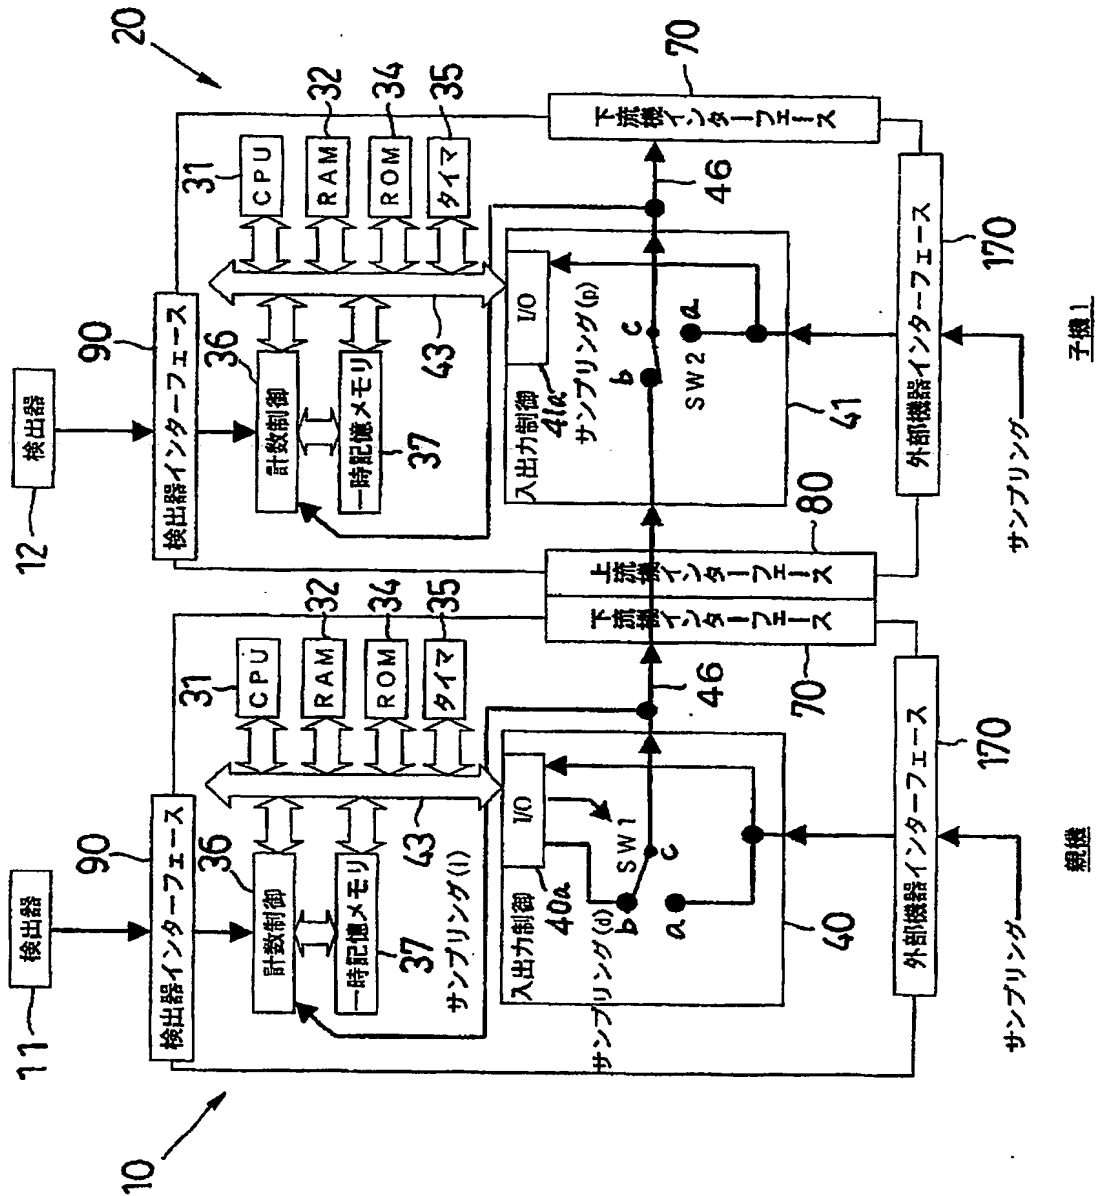 10
11
検出器
90
検出器インターフェース
36
計数制御
一時記憶メモリ
37
31
CPU
32
RAM
34
ROM
35
タイマ
43
サンプリング(l)
入出力制御
I/O
40a
サンプリング(d)
SW1
b
c
a
40
46
下流機インターフェース
70
外部機器インターフェース
170
サンプリング
親機
20
12
検出器
90
検出器インターフェース
36
計数制御
一時記憶メモリ
37
31
CPU
32
RAM
34
ROM
35
タイマ
43
入出力制御
I/O
41a
サンプリング(p)
b
c
a
SW2
41
46
上流機インターフェース
80
下流機インターフェース
70
外部機器インターフェース
170
サンプリング
子機1